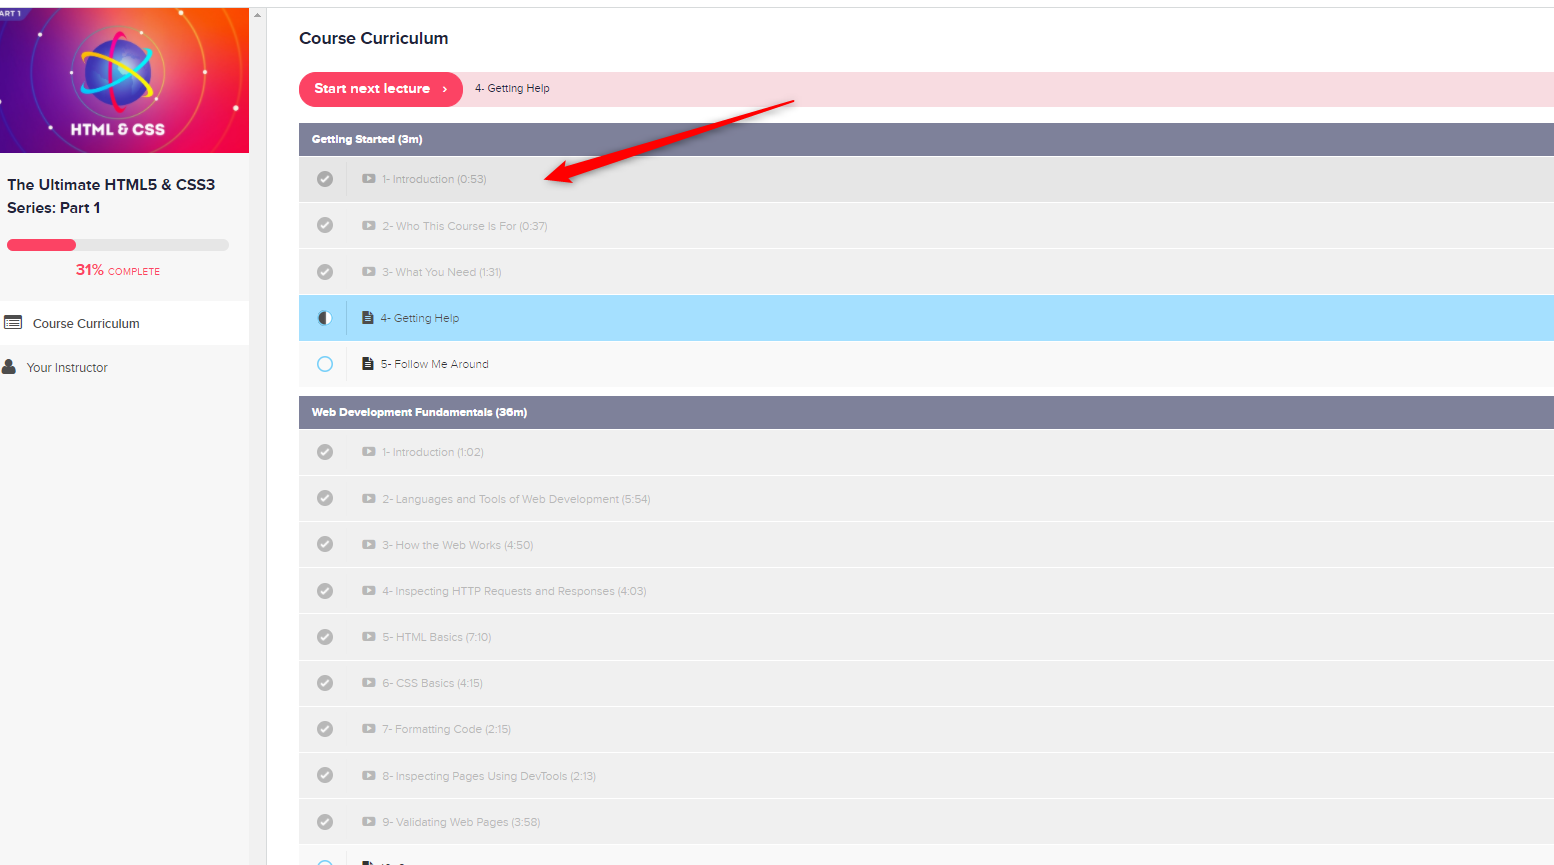 ART 1
HTML & CSS
The Ultimate HTML5 & CSS3
Series: Part 1
31% COMPLETE
Course Curriculum
Your Instructor
Course Curriculum
Start next lecture › 4- Getting Help
Getting Started (3m)
1- Introduction (0:53)
2- Who This Course Is For (0:37)
3- What You Need (1:31)
4- Getting Help
5- Follow Me Around
Web Development Fundamentals (36m)
1- Introduction (1:02)
2- Languages and Tools of Web Development (5:54)
3- How the Web Works (4:50)
4- Inspecting HTTP Requests and Responses (4:03)
5- HTML Basics (7:10)
6- CSS Basics (4:15)
7- Formatting Code (2:15)
8- Inspecting Pages Using DevTools (2:13)
9- Validating Web Pages (3:58)